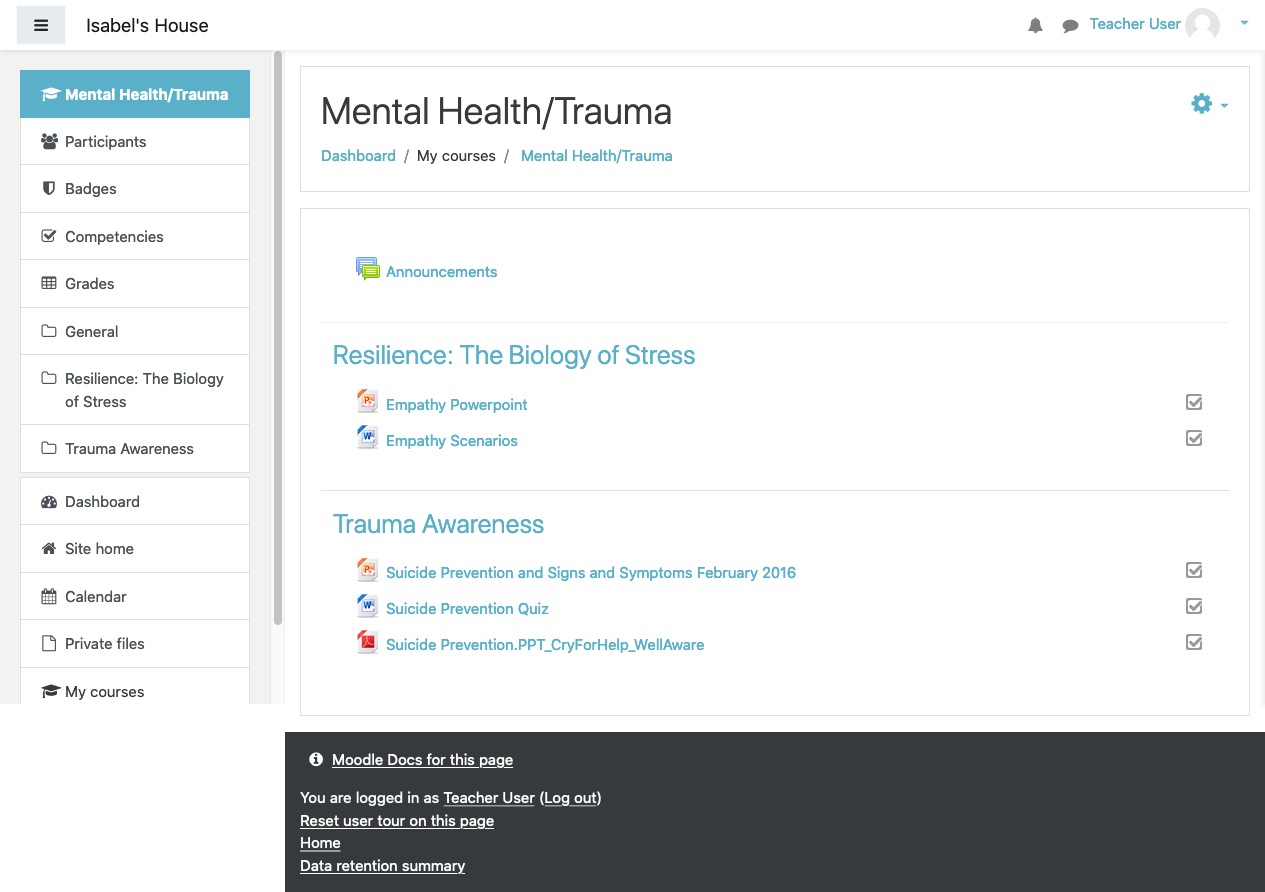 Isabel's House
Teacher User
Mental Health/Trauma
Participants
Badges
Competencies
Grades
General
Resilience: The Biology
of Stress
Trauma Awareness
Dashboard
Site home
Calendar
Private files
My courses
Mental Health/Trauma
Dashboard / My courses / Mental Health/Trauma
Announcements
Resilience: The Biology of Stress
Empathy Powerpoint
Empathy Scenarios
Trauma Awareness
Suicide Prevention and Signs and Symptoms February 2016
Suicide Prevention Quiz
Suicide Prevention.PPT_CryForHelp_WellAware
Moodle Docs for this page
You are logged in as Teacher User (Log out)
Reset user tour on this page
Home
Data retention summary